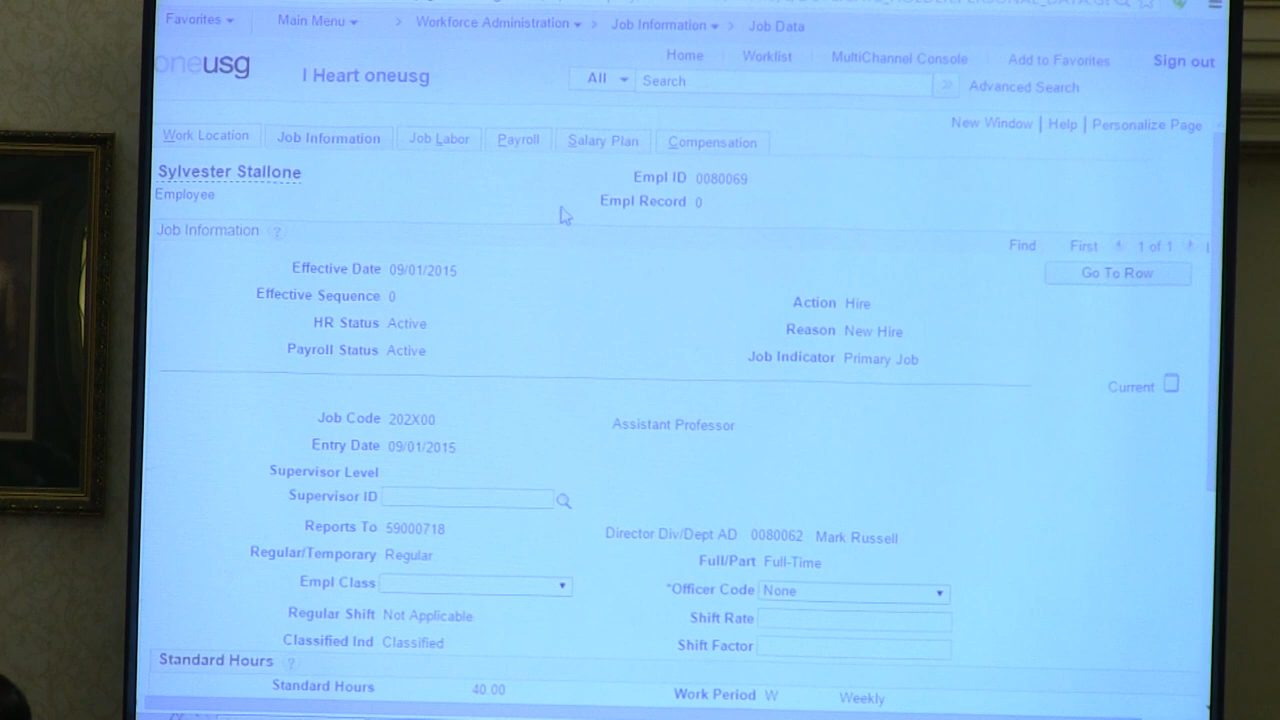 Favorites Main Menu > Workforce Administration > Job Information > Job Data
Home Worklist MultiChannel Console Add to Favorites Sign out
oneusg I Heart oneusg All Search » Advanced Search
New Window | Help | Personalize Page
Work Location Job Information Job Labor Payroll Salary Plan Compensation
Sylvester Stallone Empl ID 0080069
Employee Empl Record 0
Job Information ? Find First 1 of 1
Effective Date 09/01/2015 Go To Row
Effective Sequence 0 Action Hire
HR Status Active Reason New Hire
Payroll Status Active Job Indicator Primary Job
Current
Job Code 202X00 Assistant Professor
Entry Date 09/01/2015
Supervisor Level
Supervisor ID
Reports To 59000718 Director Div/Dept AD 0080062 Mark Russell
Regular/Temporary Regular Full/Part Full-Time
Empl Class *Officer Code None
Regular Shift Not Applicable Shift Rate
Classified Ind Classified Shift Factor
Standard Hours ?
Standard Hours 40.00 Work Period W Weekly